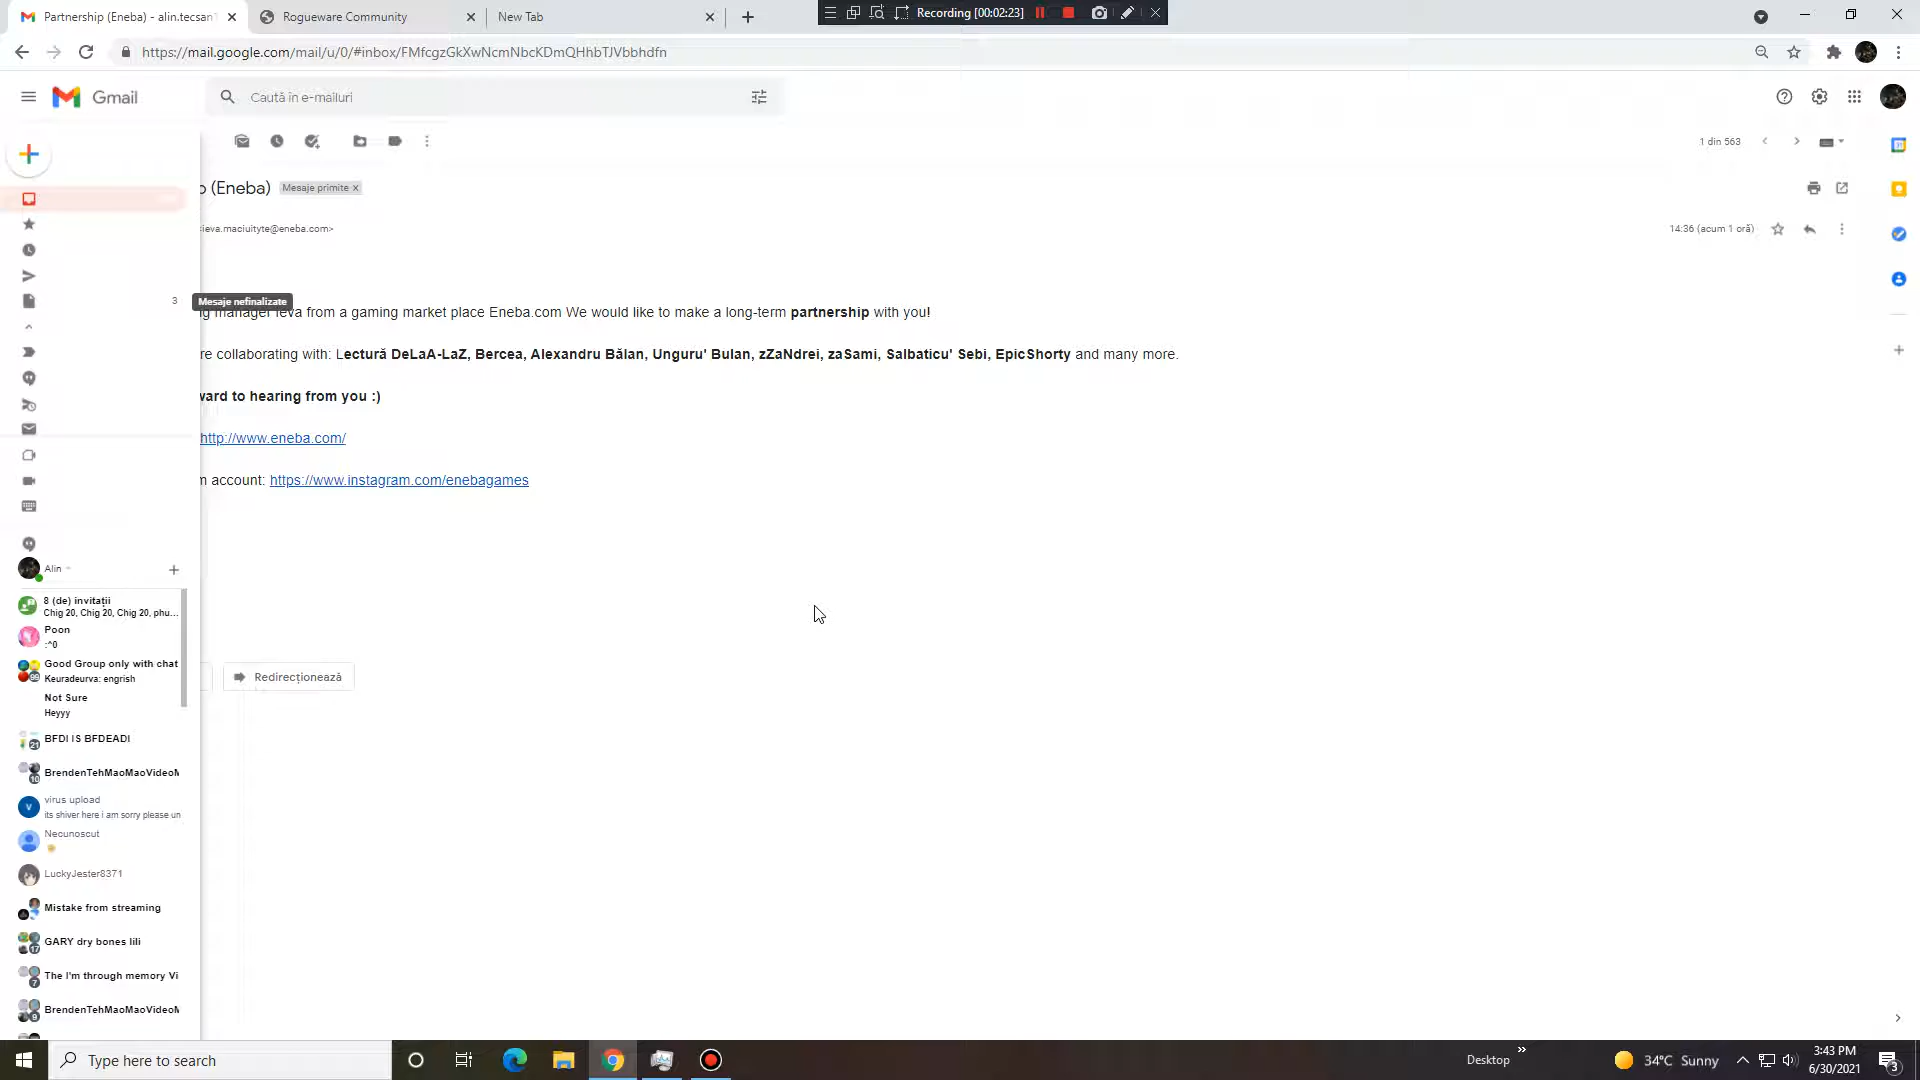 Partnership (Eneba) - alin.tecsan1
Rogueware Community
New Tab
Recording [00:02:23]
https://mail.google.com/mail/u/0/#inbox/FMfcgzGkXwNcmNbcKDmQHhbTJVbbhdfn
Gmail
Caută în e-mailuri
1 din 563
(Eneba)
Mesaje primite
ieva.maciuityte@eneba.com>
14:36 (acum 1 oră)
3
Mesaje nefinalizate
manager Ieva from a gaming market place Eneba.com We would like to make a long-term partnership with you!
re collaborating with: Lectură DeLaA-LaZ, Bercea, Alexandru Bălan, Unguru' Bulan, zZaNdrei, zaSami, Salbaticu' Sebi, EpicShorty and many more.
ward to hearing from you :)
http://www.eneba.com/
account: https://www.instagram.com/enebagames
Redirecționează
Alin
8 (de) invitații
Chig 20, Chig 20, Chig 20, phu...
Poon
:^0
Good Group only with chat
Keuradeurva: engrish
Not Sure
Heyyy
BFDI IS BFDEADI
BrendenTehMaoMaoVideoM
virus upload
its shiver here i am sorry please un
Necunoscut
LuckyJester8371
Mistake from streaming
GARY dry bones lili
The I'm through memory Vi
BrendenTehMaoMaoVideoM
Type here to search
Desktop
34°C Sunny
3:43 PM
6/30/2021
3